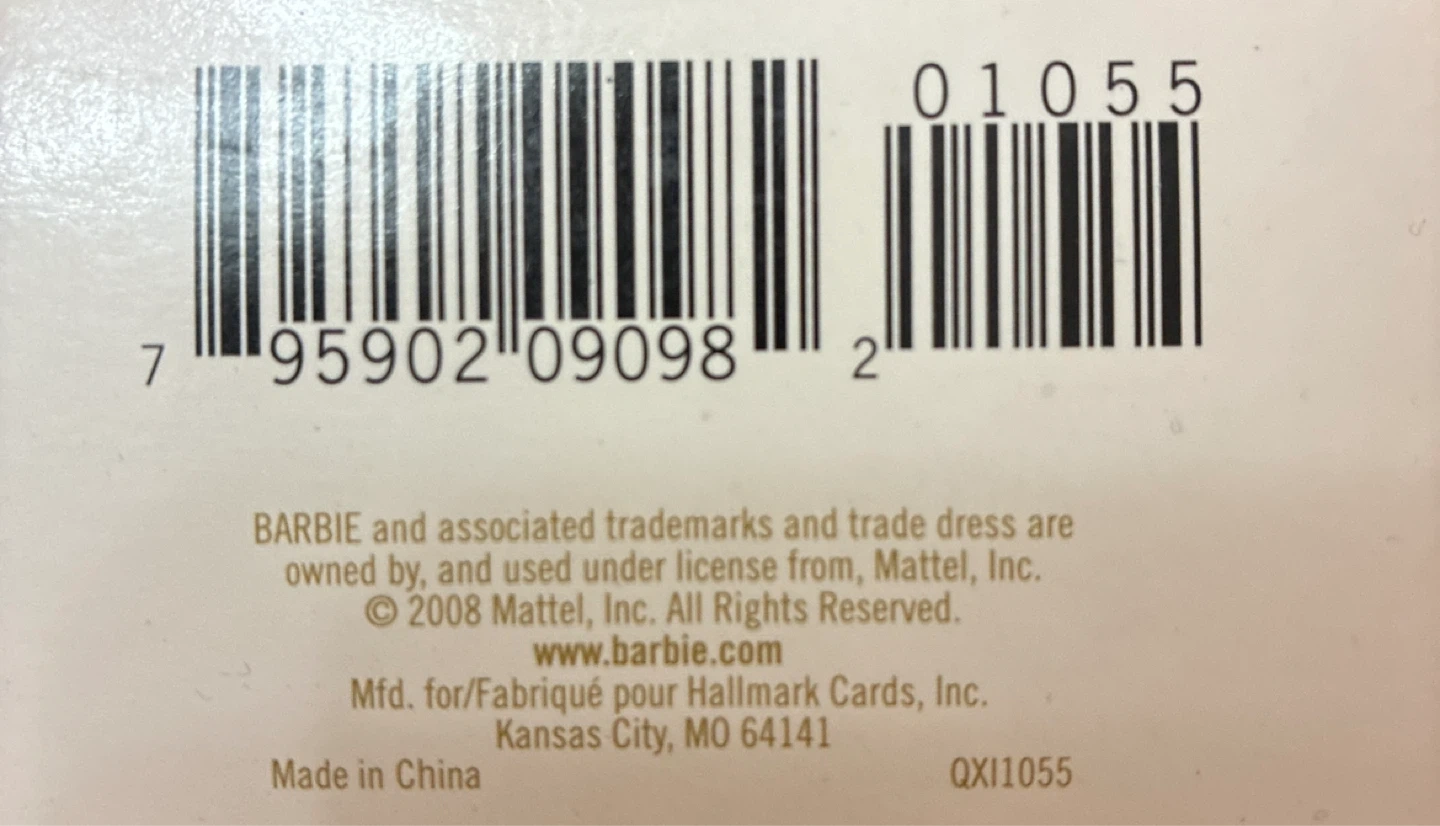 01055
7 95902 09098 2
BARBIE and associated trademarks and trade dress are
owned by, and used under license from, Mattel, Inc.
© 2008 Mattel, Inc. All Rights Reserved.
www.barbie.com
Mfd. for/Fabriqué pour Hallmark Cards, Inc.
Kansas City, MO 64141
Made in China QXI1055